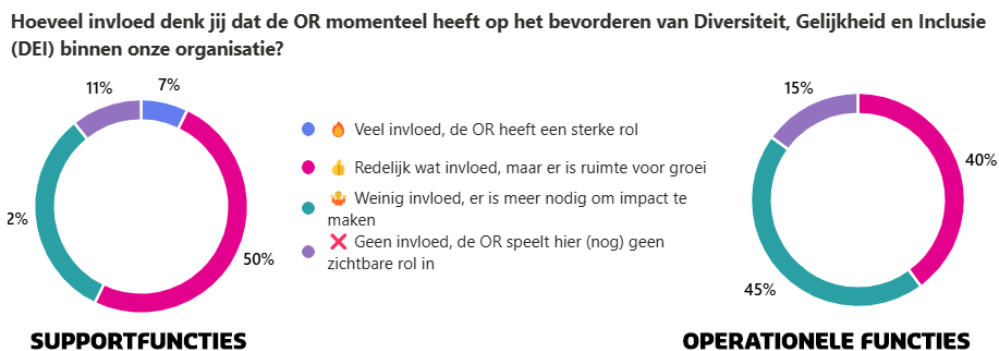 Hoeveel invloed denk jij dat de OR momenteel heeft op het bevorderen van Diversiteit, Gelijkheid en Inclusie
(DEI) binnen onze organisatie?
11%
7%
2%
50%
🔥 Veel invloed, de OR heeft een sterke rol
👍 Redelijk wat invloed, maar er is ruimte voor groei
🤷 Weinig invloed, er is meer nodig om impact te
maken
❌ Geen invloed, de OR speelt hier (nog) geen
zichtbare rol in
15%
40%
45%
SUPPORTFUNCTIES
OPERATIONELE FUNCTIES